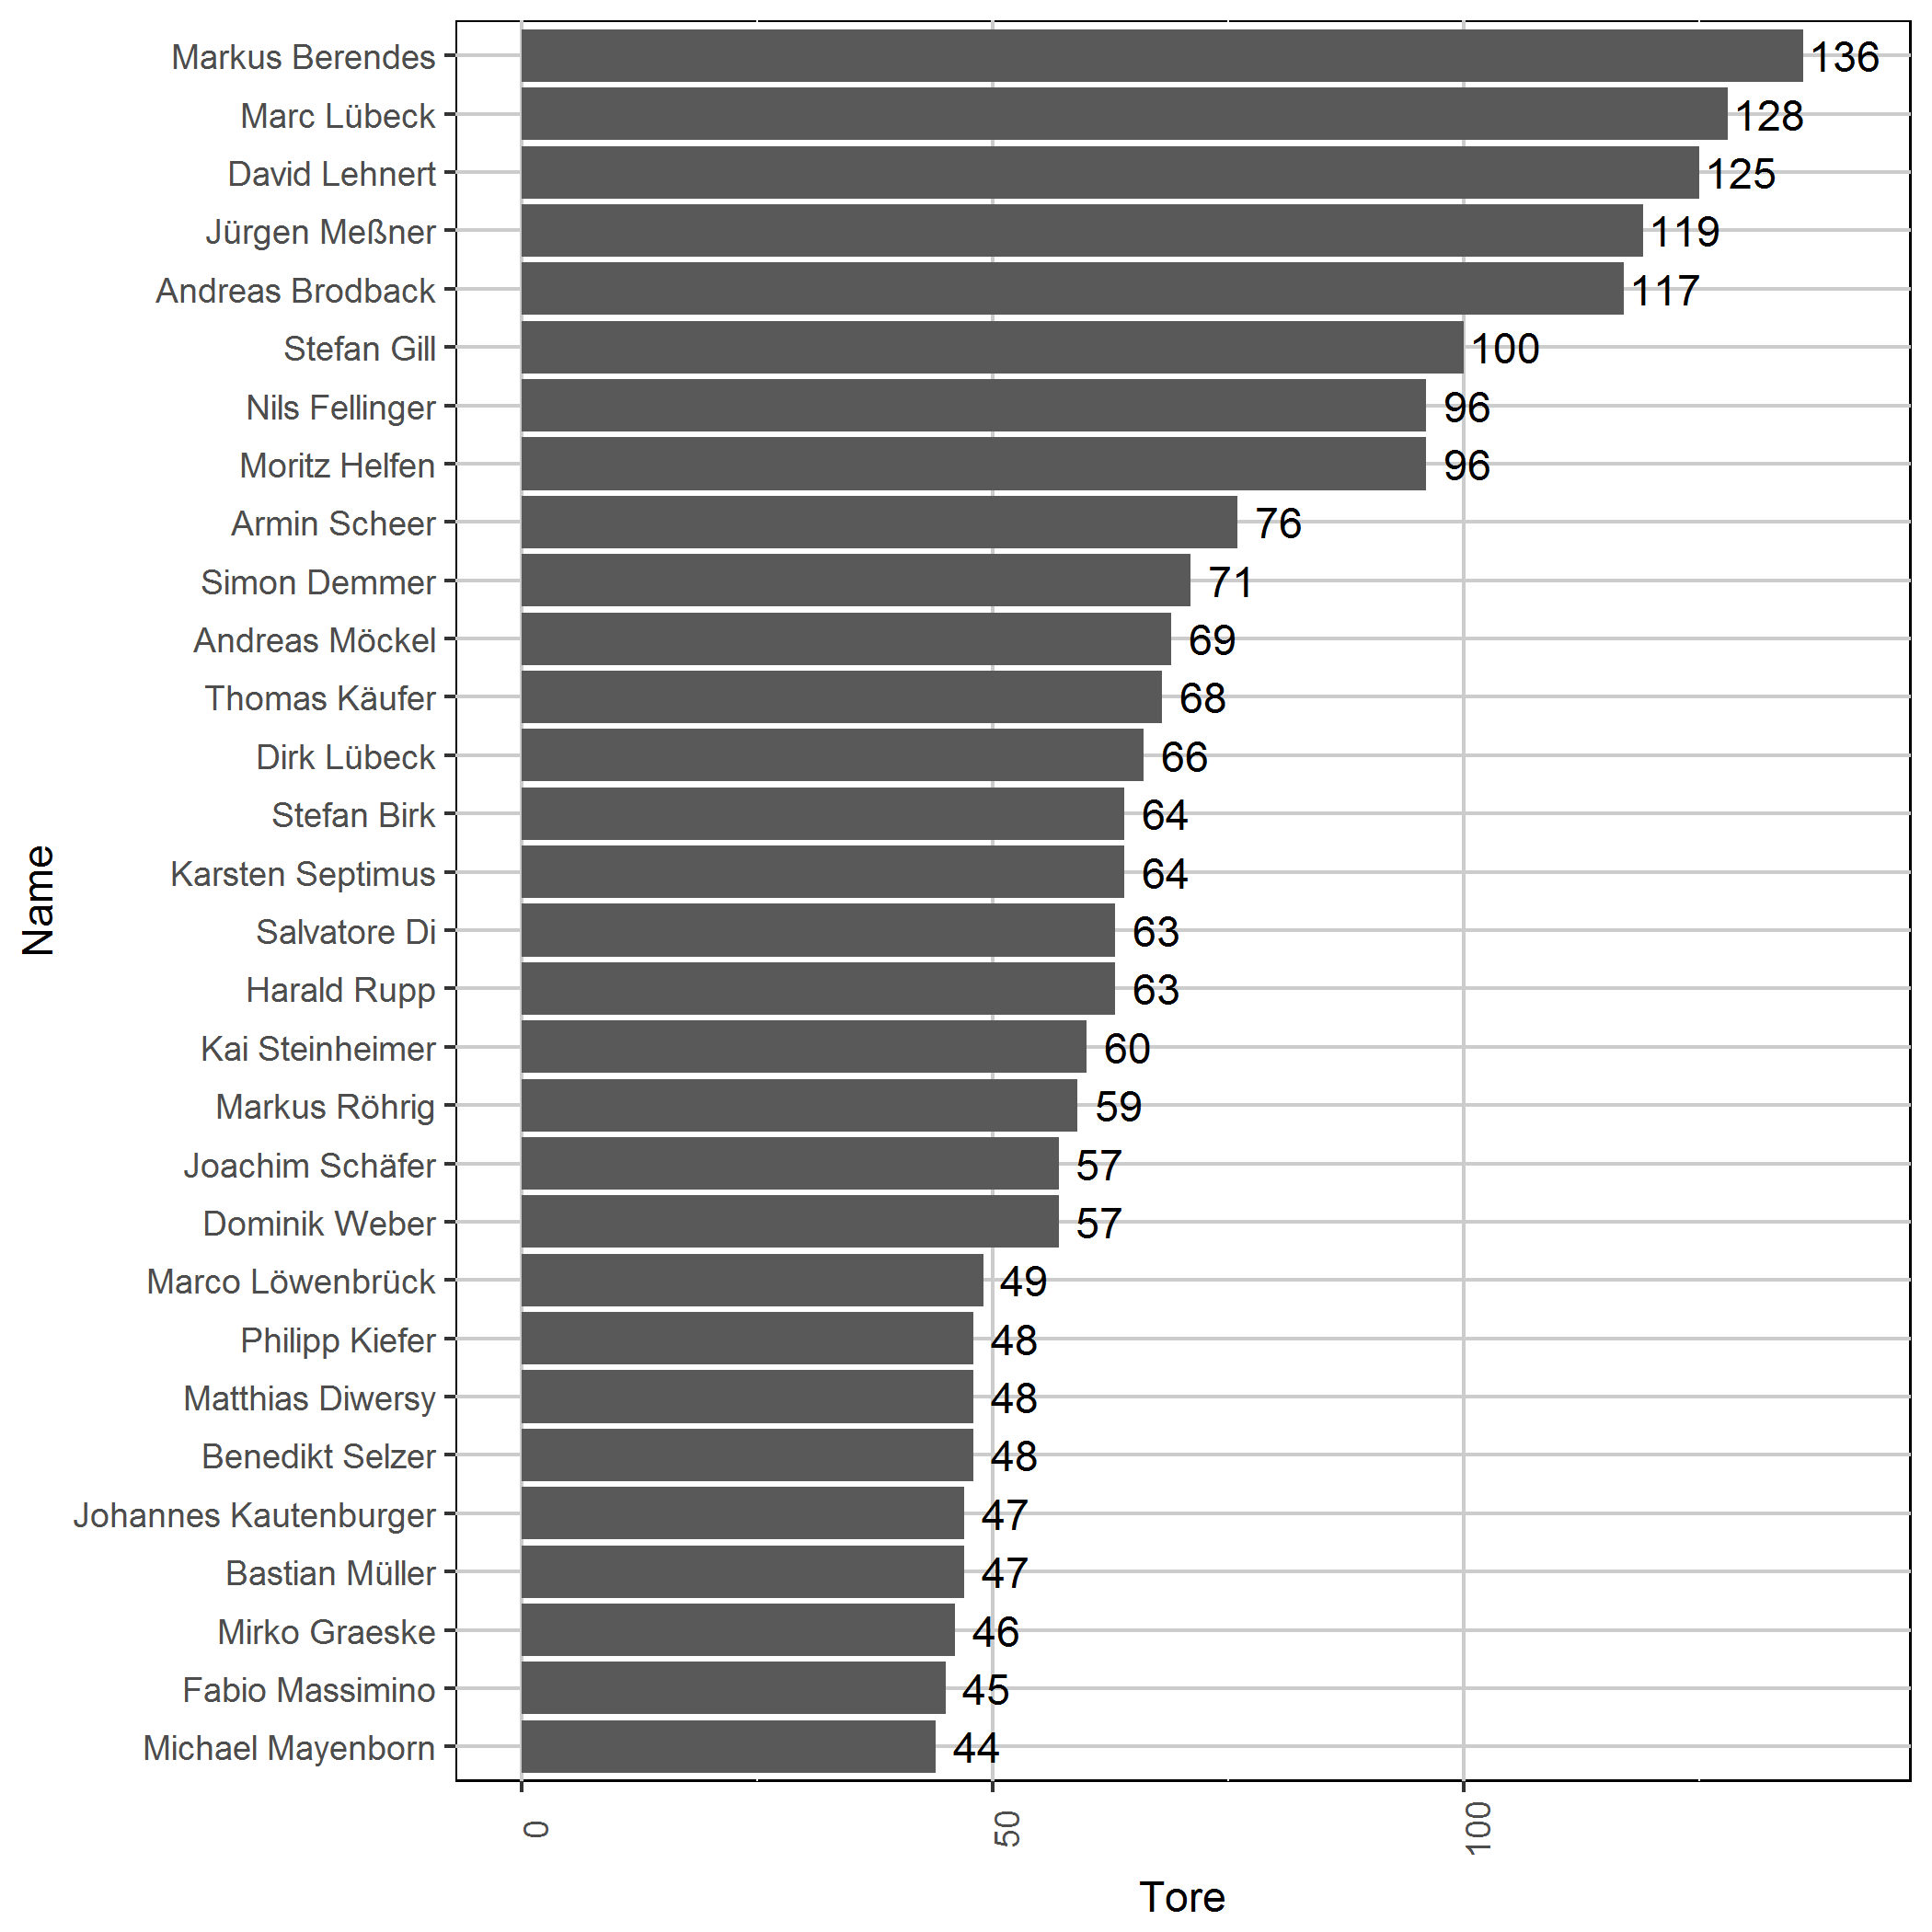 Markus Berendes 136
Marc Lübeck 128
David Lehnert 125
Jürgen Meßner 119
Andreas Brodback 117
Stefan Gill 100
Nils Fellinger 96
Moritz Helfen 96
Armin Scheer 76
Simon Demmer 71
Andreas Möckel 69
Thomas Käufer 68
Dirk Lübeck 66
Stefan Birk 64
Karsten Septimus 64
Salvatore Di 63
Harald Rupp 63
Kai Steinheimer 60
Markus Röhrig 59
Joachim Schäfer 57
Dominik Weber 57
Marco Löwenbrück 49
Philipp Kiefer 48
Matthias Diwersy 48
Benedikt Selzer 48
Johannes Kautenburger 47
Bastian Müller 47
Mirko Graeske 46
Fabio Massimino 45
Michael Mayenborn 44
Name
0 50 100
Tore